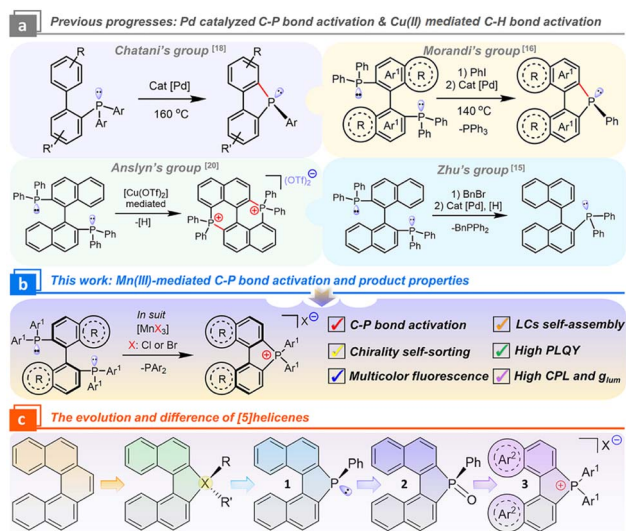 a Previous progresses: Pd catalyzed C-P bond activation & Cu(II) mediated C-H bond activation
Chatani's group [18]
R
R'
P
Ar
Ar
Cat [Pd]
160 °C
R
R'
P
Ar
Morandi's group [16]
Ph
Ph
P
Ar¹
R
R
Ar¹
P
Ph
Ph
1) PhI
2) Cat [Pd]
140 °C
-PPh₃
Ar¹
R
R
Ar¹
P
Ph
Anslyn's group [20]
Ph
Ph
P
P
Ph
Ph
[Cu(OTf)₂]
mediated
-[H]
(OTf)₂⊖
Ph
P
⊕
Ph
Ph
P
⊕
Ph
Zhu's group [15]
Ph
Ph
P
P
Ph
Ph
1) BnBr
2) Cat [Pd], [H]
-BnPPh₂
P
Ph
Ph
b This work: Mn(III)-mediated C-P bond activation and product properties
Ar¹
Ar¹
P
R
R
P
Ar¹
Ar¹
In suit
[MnX₃]
X: Cl or Br
-PAr₂
X⊖
R
R
⊕
P
Ar¹
Ar¹
C-P bond activation
LCs self-assembly
Chirality self-sorting
High PLQY
Multicolor fluorescence
High CPL and glum
c The evolution and difference of [5]helicenes
R
X
R'
1
P
Ph
2
P
Ph
O
3
Ar²
Ar²
⊕
P
Ar¹
Ar¹
X⊖